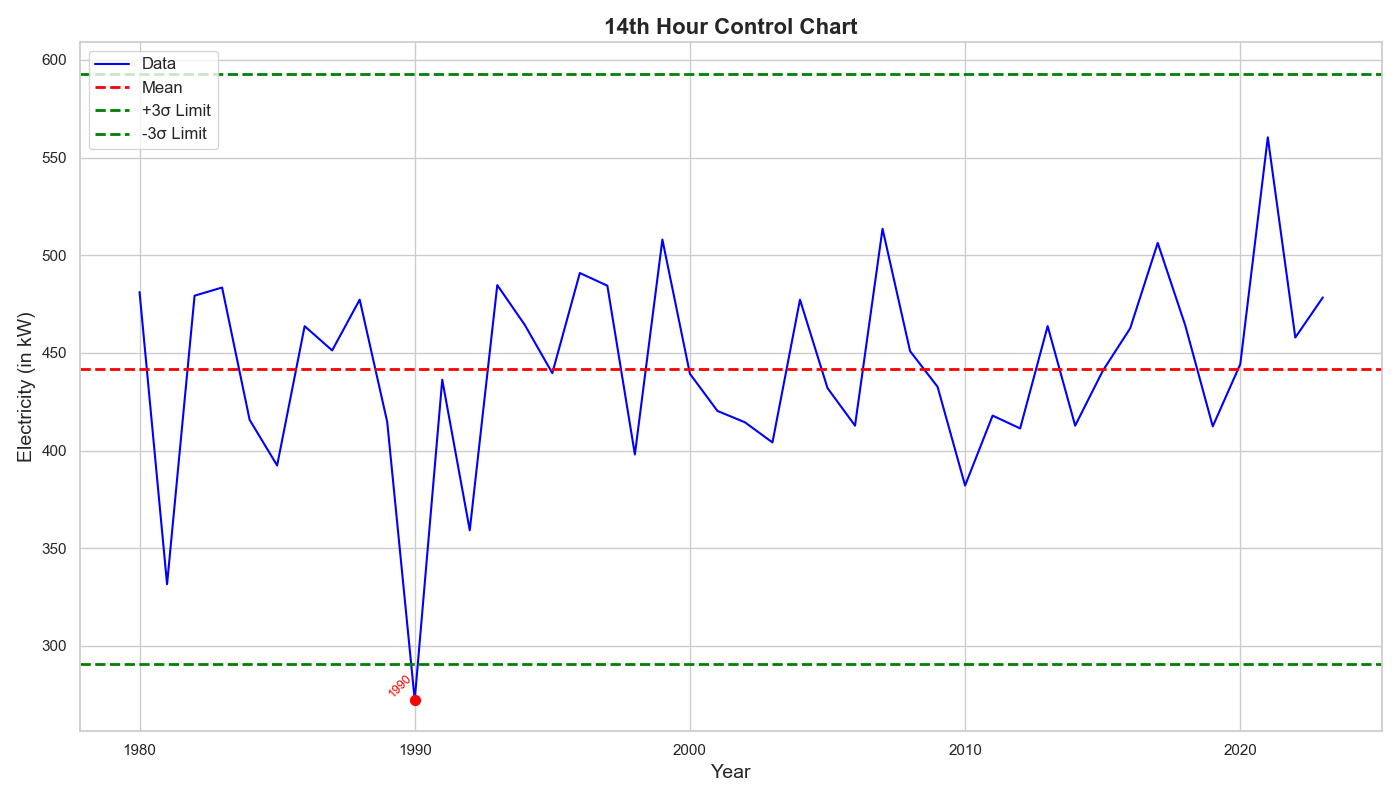 14th Hour Control Chart
Data
Mean
+3σ Limit
-3σ Limit
Electricity (in kW)
600
550
500
450
400
350
300
1990
1980
1990
2000
2010
2020
Year